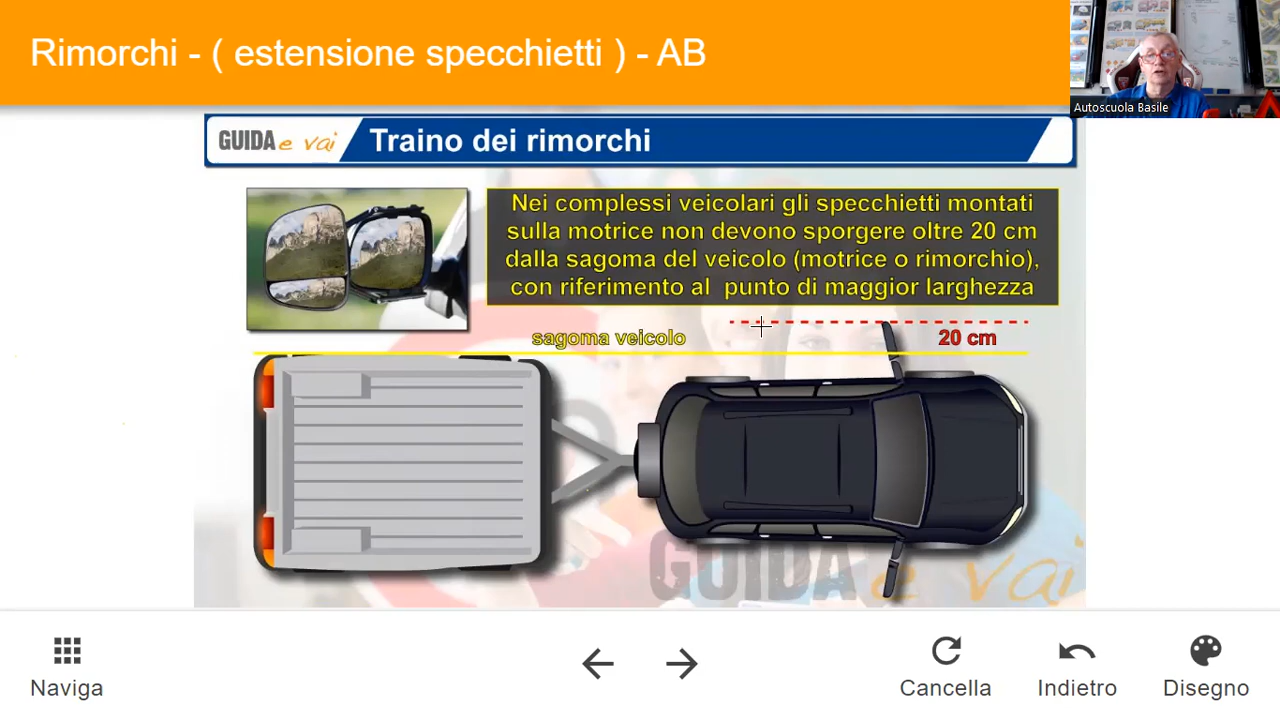 Rimorchi - ( estensione specchietti ) - AB
Autoscuola Basile
GUIDA e vai
Traino dei rimorchi
Nei complessi veicolari gli specchietti montati
sulla motrice non devono sporgere oltre 20 cm
dalla sagoma del veicolo (motrice o rimorchio),
con riferimento al punto di maggior larghezza
sagoma veicolo
20 cm
GUIDA e vai
Naviga
Cancella
Indietro
Disegno